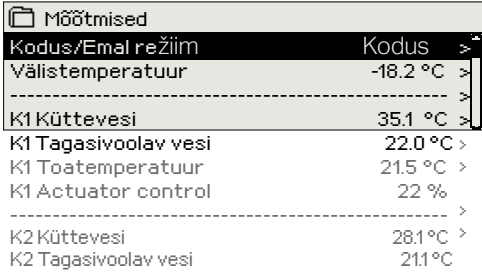 Mõõtmised
Kodus/Emal režiim Kodus >
Välistemperatuur -18.2 °C >
------------------------------------------------ >
K1 Küttevesi 35.1 °C >
K1 Tagasivoolav vesi 22.0 °C >
K1 Toatemperatuur 21.5 °C >
K1 Actuator control 22 %
------------------------------------------------ >
K2 Küttevesi 28.1 °C >
K2 Tagasivoolav vesi 21.1 °C